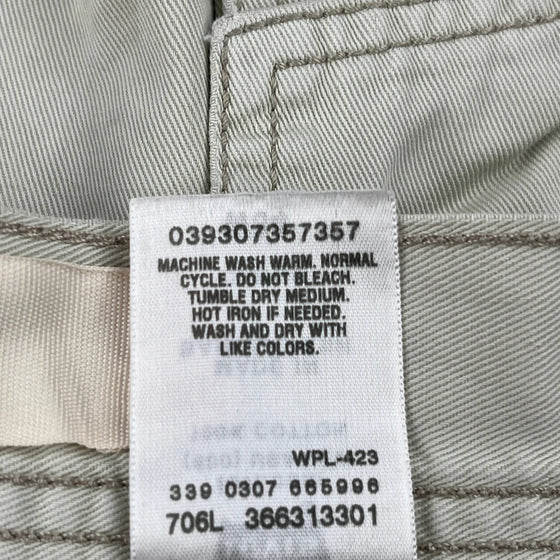 039307357357
MACHINE WASH WARM. NORMAL
CYCLE. DO NOT BLEACH.
TUMBLE DRY MEDIUM.
HOT IRON IF NEEDED.
WASH AND DRY WITH
LIKE COLORS.
WPL-423
339 0307 665998
706L 366313301